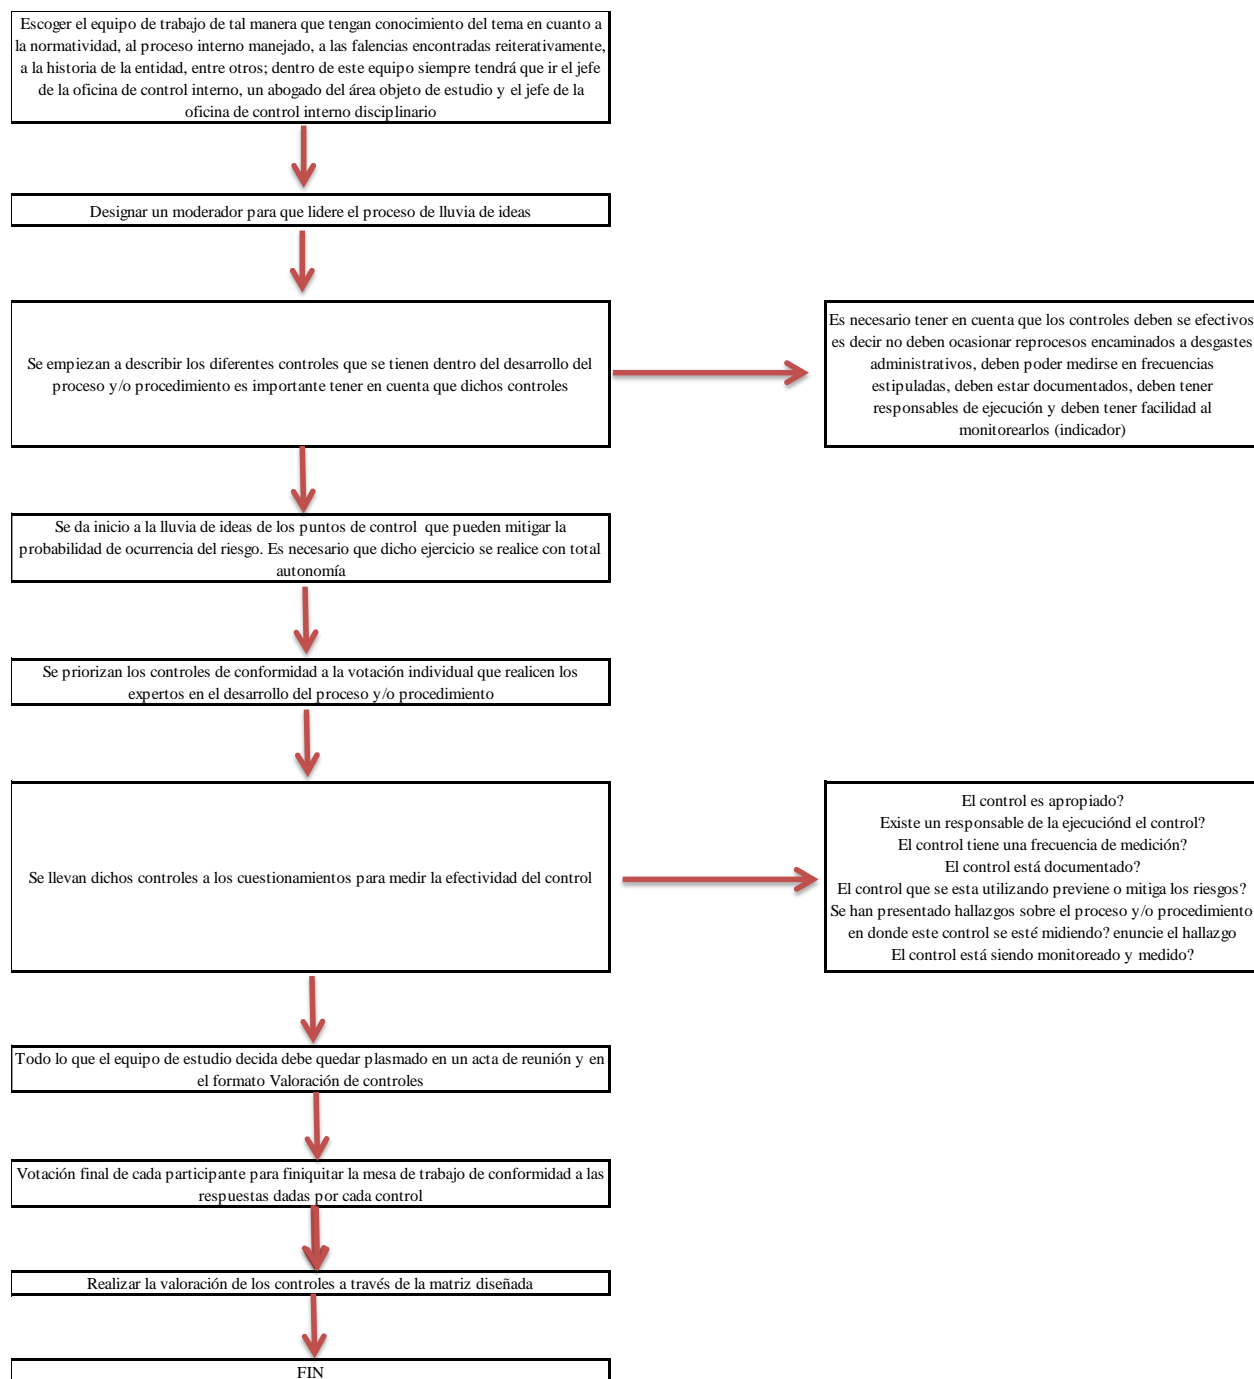 Escoger el equipo de trabajo de tal manera que tengan conocimiento del tema en cuanto a
la normatividad, al proceso interno manejado, a las falencias encontradas reiterativamente,
a la historia de la entidad, entre otros; dentro de este equipo siempre tendrá que ir el jefe
de la oficina de control interno, un abogado del área objeto de estudio y el jefe de la
oficina de control interno disciplinario
Designar un moderador para que lidere el proceso de lluvia de ideas
Se empiezan a describir los diferentes controles que se tienen dentro del desarrollo del
proceso y/o procedimiento es importante tener en cuenta que dichos controles
Es necesario tener en cuenta que los controles deben se efectivos
es decir no deben ocasionar reprocesos encaminados a desgastes
administrativos, deben poder medirse en frecuencias
estipuladas, deben estar documentados, deben tener
responsables de ejecución y deben tener facilidad al
monitorearlos (indicador)
Se da inicio a la lluvia de ideas de los puntos de control que pueden mitigar la
probabilidad de ocurrencia del riesgo. Es necesario que dicho ejercicio se realice con total
autonomía
Se priorizan los controles de conformidad a la votación individual que realicen los
expertos en el desarrollo del proceso y/o procedimiento
Se llevan dichos controles a los cuestionamientos para medir la efectividad del control
El control es apropiado?
Existe un responsable de la ejecuciónd el control?
El control tiene una frecuencia de medición?
El control está documentado?
El control que se esta utilizando previene o mitiga los riesgos?
Se han presentado hallazgos sobre el proceso y/o procedimiento
en donde este control se esté midiendo? enuncie el hallazgo
El control está siendo monitoreado y medido?
Todo lo que el equipo de estudio decida debe quedar plasmado en un acta de reunión y en
el formato Valoración de controles
Votación final de cada participante para finiquitar la mesa de trabajo de conformidad a las
respuestas dadas por cada control
Realizar la valoración de los controles a través de la matriz diseñada
FIN